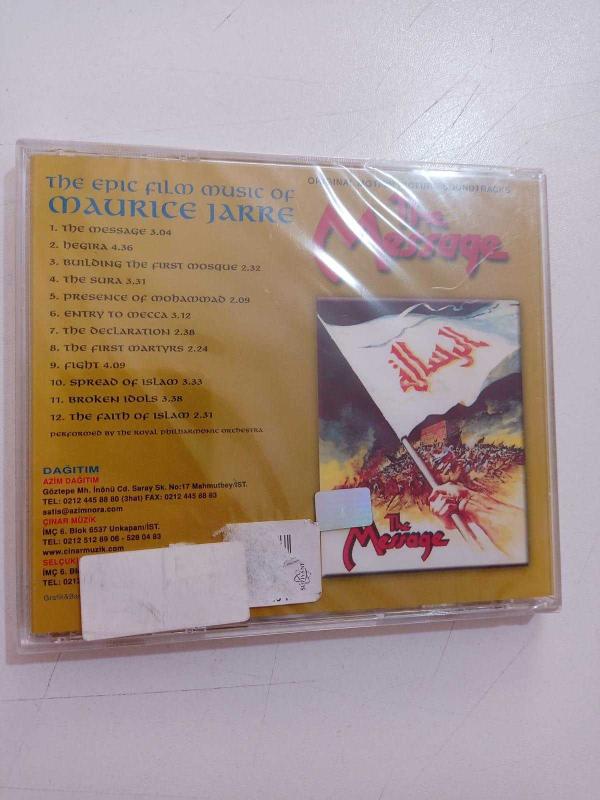 THE EPIC FILM MUSIC OF
MAURICE JARRE
1. THE MESSAGE 3.04
2. HEGIRA 4.36
3. BUILDING THE FIRST MOSQUE 2.32
4. THE SURA 3.31
5. PRESENCE OF MOHAMMAD 2.09
6. ENTRY TO MECCA 3.12
7. THE DECLARATION 2.38
8. THE FIRST MARTYRS 2.24
9. FIGHT 4.09
10. SPREAD OF ISLAM 3.33
11. BROKEN IDOLS 3.38
12. THE FAITH OF ISLAM 2.31
PERFORMED BY THE ROYAL PHILHARMONIC ORCHESTRA
DAĞITIM
AZİM DAĞITIM
Göztepe Mh. İnönü Cd. Saray Sk. No:17 Mahmutbey/İST.
TEL: 0212 445 88 80 (3hat) FAX: 0212 445 88 83
satis@azimnora.com
ÇINAR MÜZİK
İMÇ 6. Blok 6537 Unkapanı/İST.
TEL: 0212 512 89 06 - 528 04 83
www.cinarmuzik.com
SELÇUK
İMÇ 6. Bl
TEL: 0212
Grafik&Bas
ORIGINAL MOTION PICTURE SOUNDTRACKS
The
Message
الرسالة
The
Message